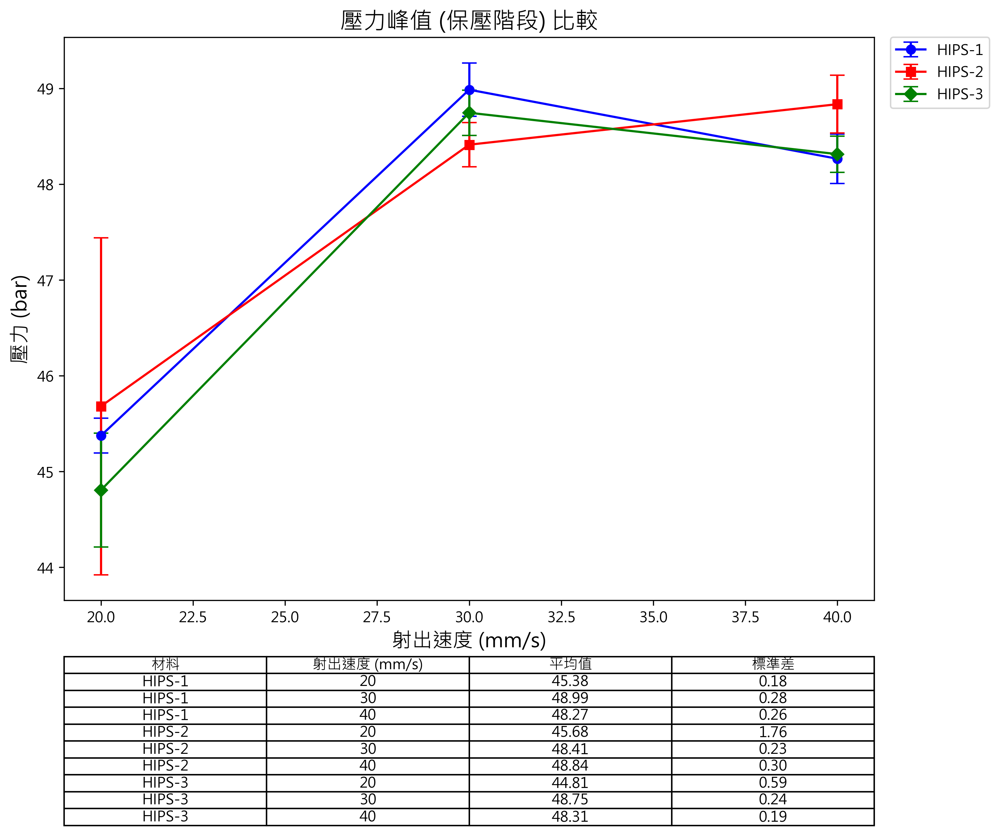 壓力峰值 (保壓階段) 比較
HIPS-1
HIPS-2
HIPS-3
壓力 (bar)
49
48
47
46
45
44
20.0 22.5 25.0 27.5 30.0 32.5 35.0 37.5 40.0
射出速度 (mm/s)
材料 射出速度 (mm/s) 平均值 標準差
HIPS-1 20 45.38 0.18
HIPS-1 30 48.99 0.28
HIPS-1 40 48.27 0.26
HIPS-2 20 45.68 1.76
HIPS-2 30 48.41 0.23
HIPS-2 40 48.84 0.30
HIPS-3 20 44.81 0.59
HIPS-3 30 48.75 0.24
HIPS-3 40 48.31 0.19